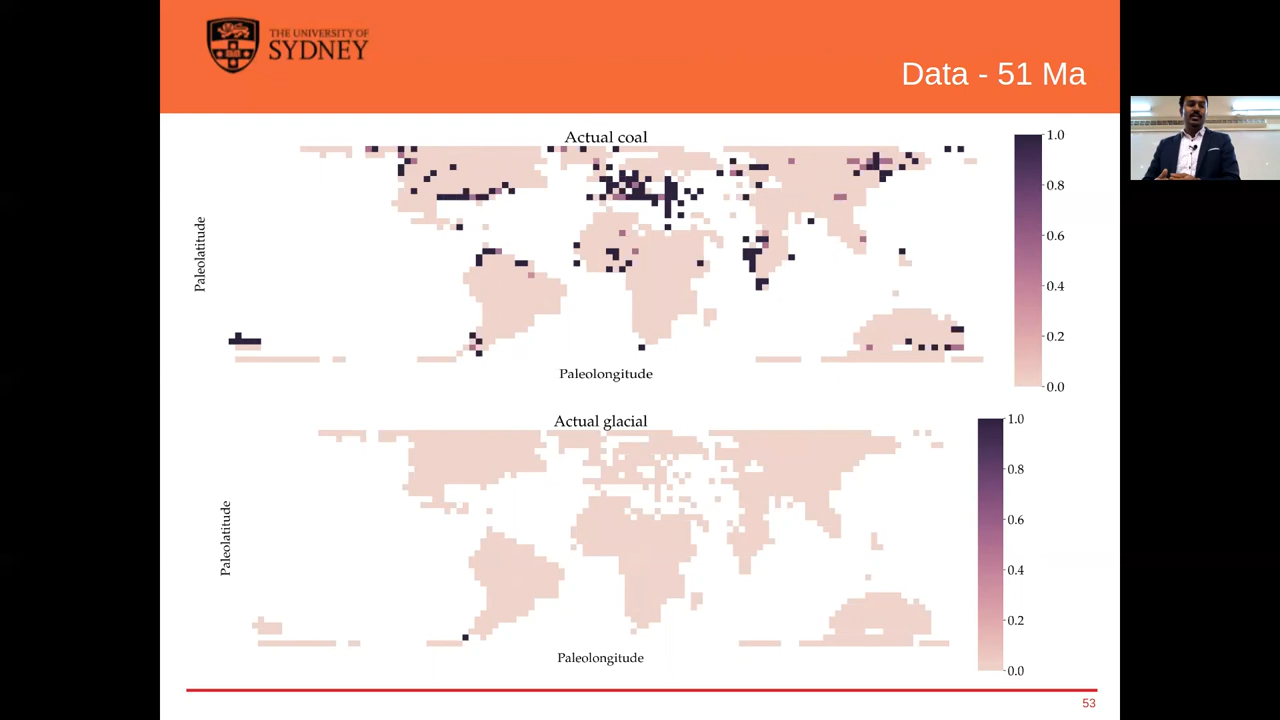 THE UNIVERSITY OF
SYDNEY
Data - 51 Ma
Actual coal
Paleolatitude
1.0
0.8
0.6
0.4
0.2
0.0
Paleolongitude
Actual glacial
Paleolatitude
1.0
0.8
0.6
0.4
0.2
0.0
Paleolongitude
53